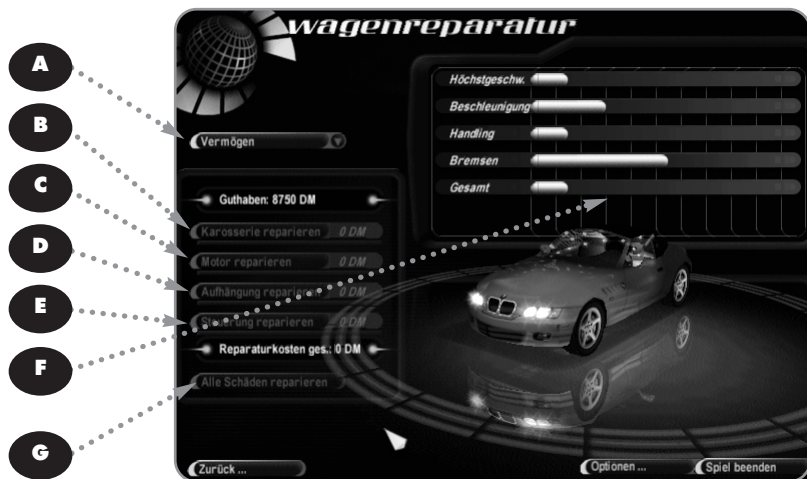 wagenreparatur
A
B
C
D
E
F
G
Vermögen
Guthaben: 8750 DM
Karosserie reparieren 0 DM
Motor reparieren 0 DM
Aufhängung reparieren 0 DM
Steuerung reparieren 0 DM
Reparaturkosten ges.: 0 DM
Alle Schäden reparieren
Höchstgeschw.
Beschleunigung
Handling
Bremsen
Gesamt
Zurück ...
Optionen ...
Spiel beenden